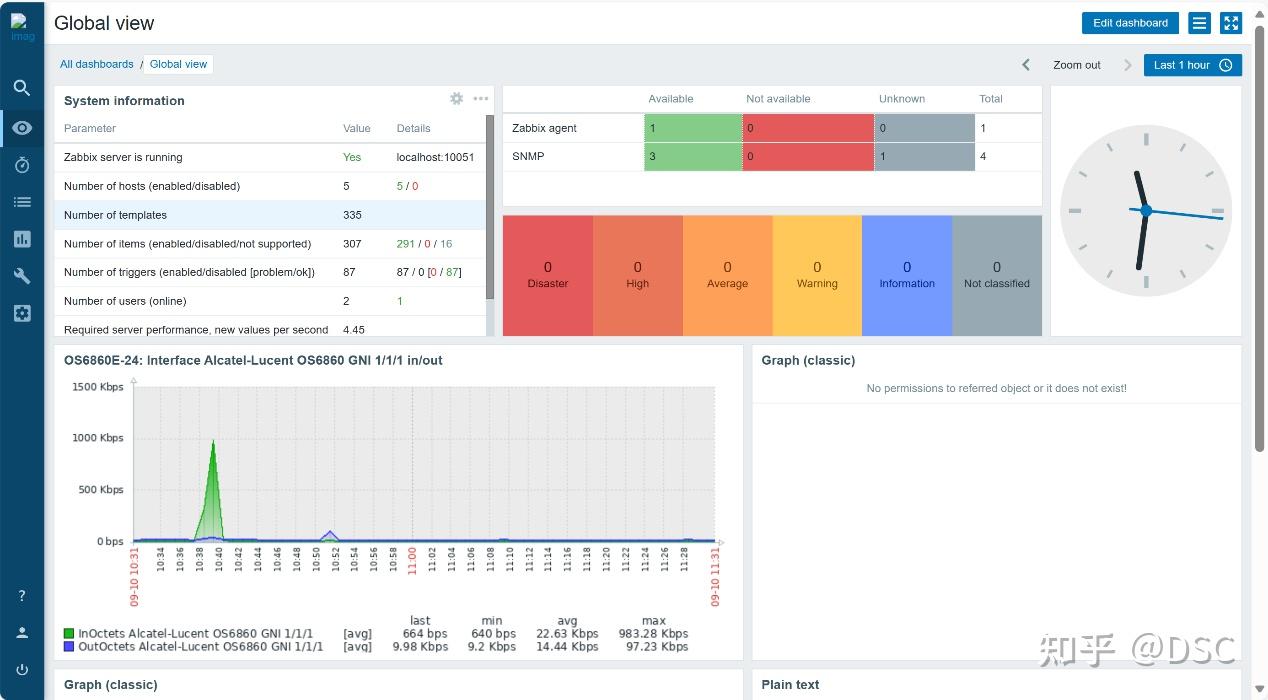 imag
Global view
Edit dashboard
All dashboards / Global view
Zoom out
Last 1 hour
System information
Parameter Value Details
Zabbix server is running Yes localhost:10051
Number of hosts (enabled/disabled) 5 5 / 0
Number of templates 335
Number of items (enabled/disabled/not supported) 307 291 / 0 / 16
Number of triggers (enabled/disabled [problem/ok]) 87 87 / 0 [0 / 87]
Number of users (online) 2 1
Required server performance, new values per second 4.45
Available Not available Unknown Total
Zabbix agent 1 0 0 1
SNMP 3 0 1 4
0 0 0 0 0 0
Disaster High Average Warning Information Not classified
OS6860E-24: Interface Alcatel-Lucent OS6860 GNI 1/1/1 in/out
1500 Kbps
1000 Kbps
500 Kbps
0 bps
09-10 10:31 10:34 10:36 10:38 10:40 10:42 10:44 10:46 10:48 10:50 10:52 10:54 10:56 10:58 11:00 11:02 11:04 11:06 11:08 11:10 11:12 11:14 11:16 11:18 11:20 11:22 11:24 11:26 11:28 09-10 11:31
last min avg max
InOctets Alcatel-Lucent OS6860 GNI 1/1/1 [avg] 664 bps 640 bps 22.63 Kbps 983.28 Kbps
OutOctets Alcatel-Lucent OS6860 GNI 1/1/1 [avg] 9.98 Kbps 9.2 Kbps 14.44 Kbps 97.23 Kbps
Graph (classic)
No permissions to referred object or it does not exist!
知乎 @DSC
Graph (classic)
Plain text
?